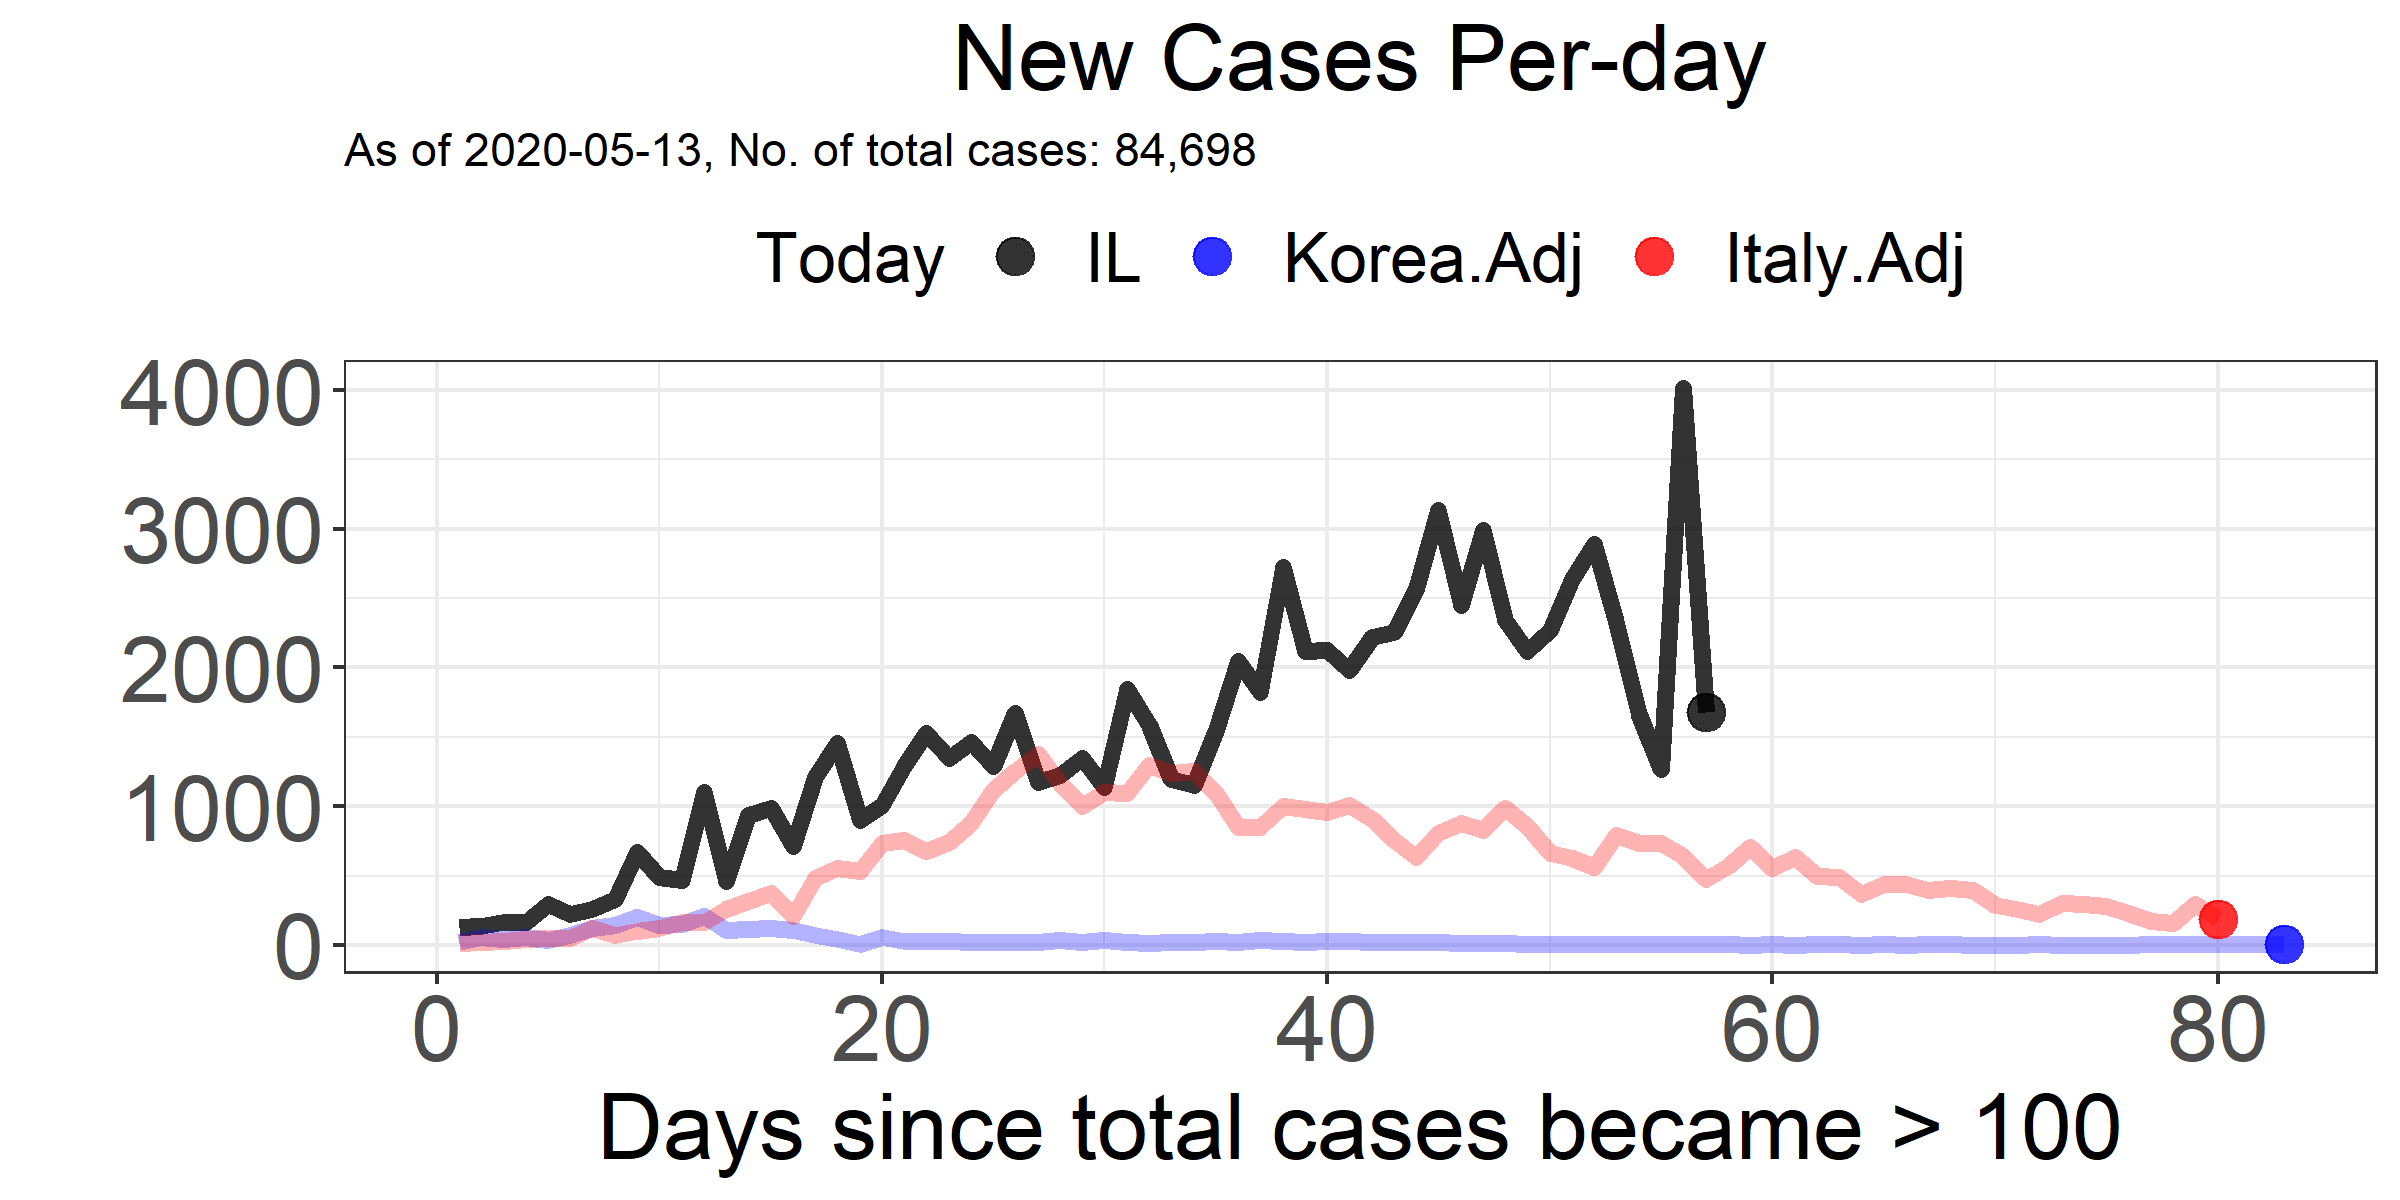 New Cases Per-day
As of 2020-05-13, No. of total cases: 84,698
Today IL Korea.Adj Italy.Adj
4000
3000
2000
1000
0
0 20 40 60 80
Days since total cases became > 100